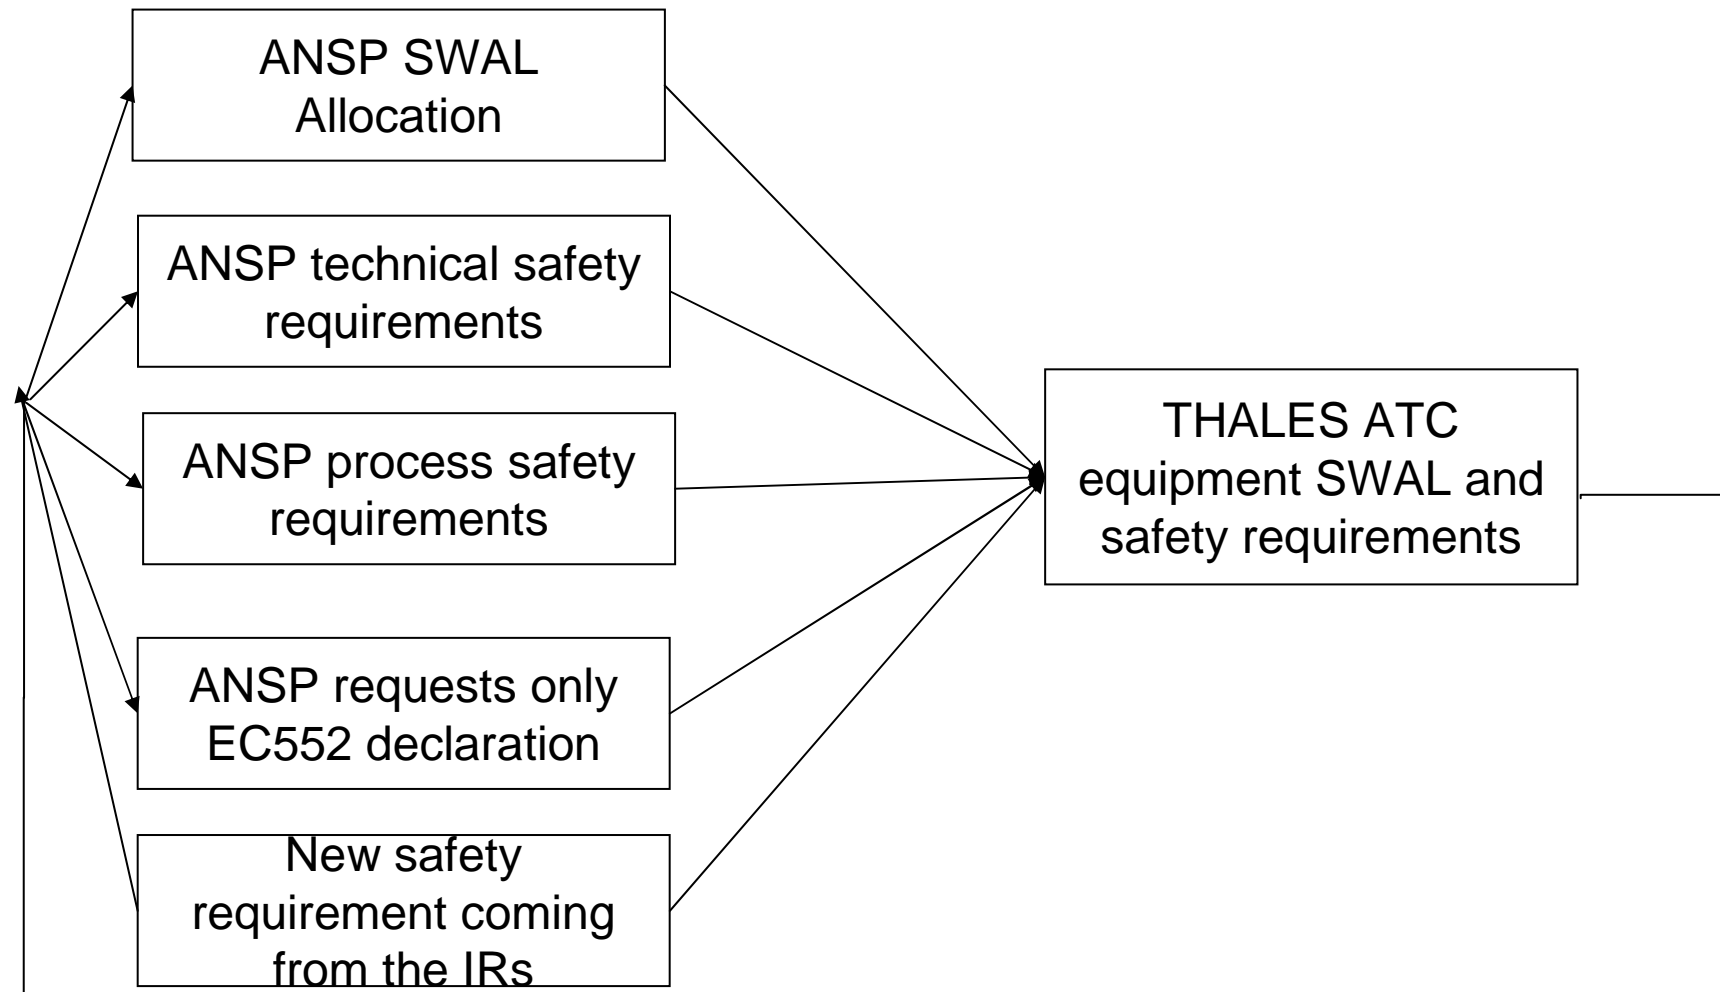 ANSP SWAL
Allocation
ANSP technical safety
requirements
ANSP process safety
requirements
ANSP requests only
EC552 declaration
New safety
requirement coming
from the IRs
THALES ATC
equipment SWAL and
safety requirements